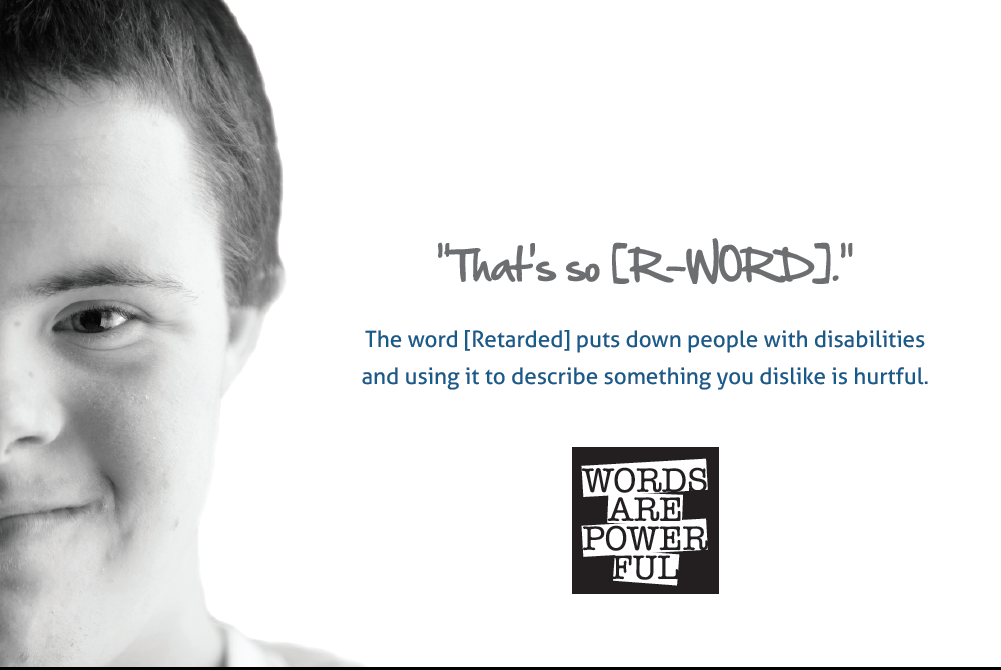 "That's so [R-WORD]."
The word [Retarded] puts down people with disabilities
and using it to describe something you dislike is hurtful.
WORDS
ARE
POWER
FUL